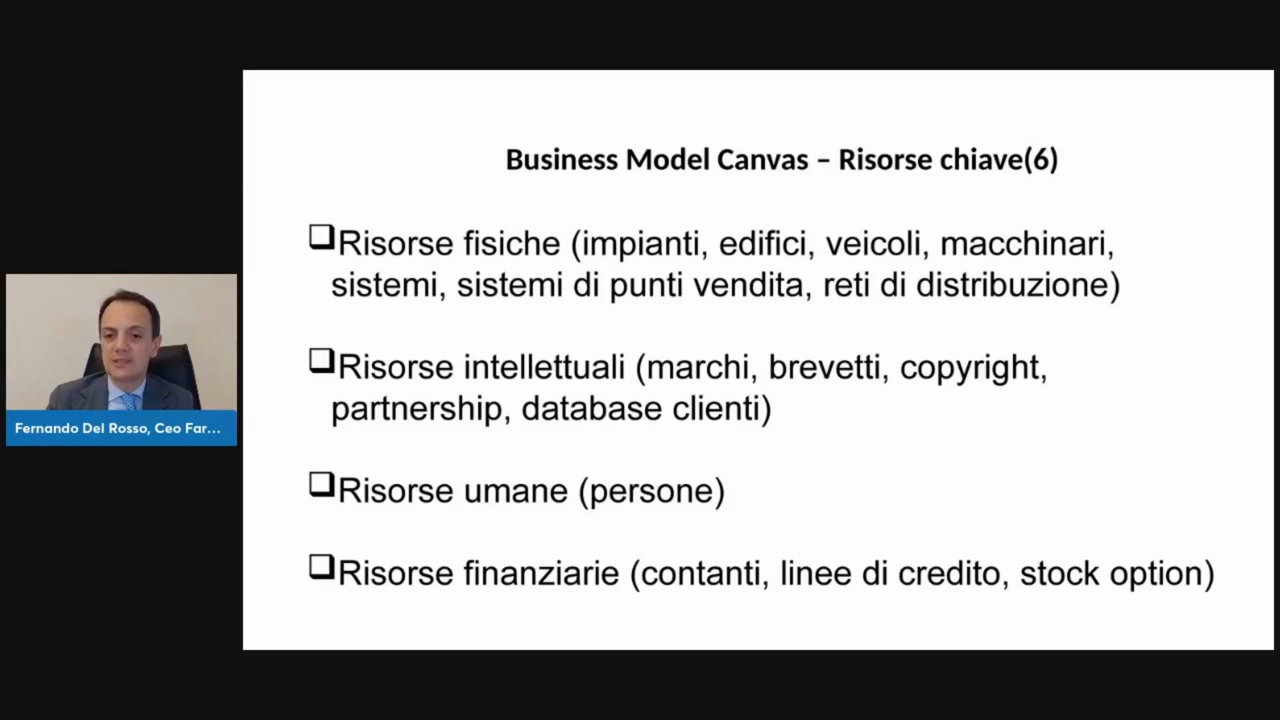 Business Model Canvas – Risorse chiave(6)
❑Risorse fisiche (impianti, edifici, veicoli, macchinari,
sistemi, sistemi di punti vendita, reti di distribuzione)
❑Risorse intellettuali (marchi, brevetti, copyright,
partnership, database clienti)
❑Risorse umane (persone)
❑Risorse finanziarie (contanti, linee di credito, stock option)
Fernando Del Rosso, Ceo Far...